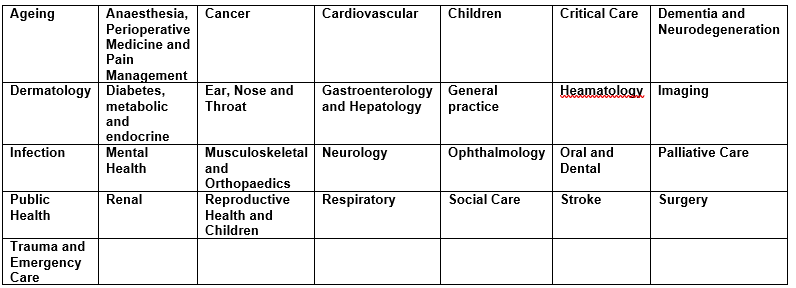 Ageing
Anaesthesia,
Perioperative
Medicine and
Pain
Management
Cancer
Cardiovascular
Children
Critical Care
Dementia and
Neurodegeneration
Dermatology
Diabetes,
metabolic
and
endocrine
Ear, Nose and
Throat
Gastroenterology
and Hepatology
General
practice
Heamatology
Imaging
Infection
Mental
Health
Musculoskeletal
and
Orthopaedics
Neurology
Ophthalmology
Oral and
Dental
Palliative Care
Public
Health
Renal
Reproductive
Health and
Children
Respiratory
Social Care
Stroke
Surgery
Trauma and
Emergency
Care